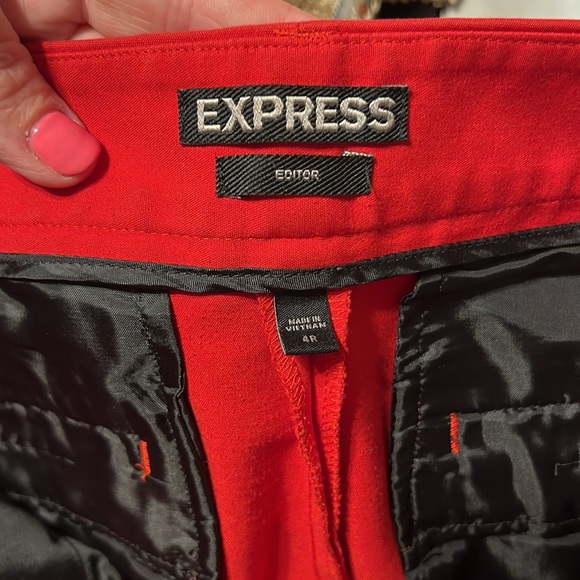 EXPRESS
EDITOR
MADE IN
VIETNAM
4R